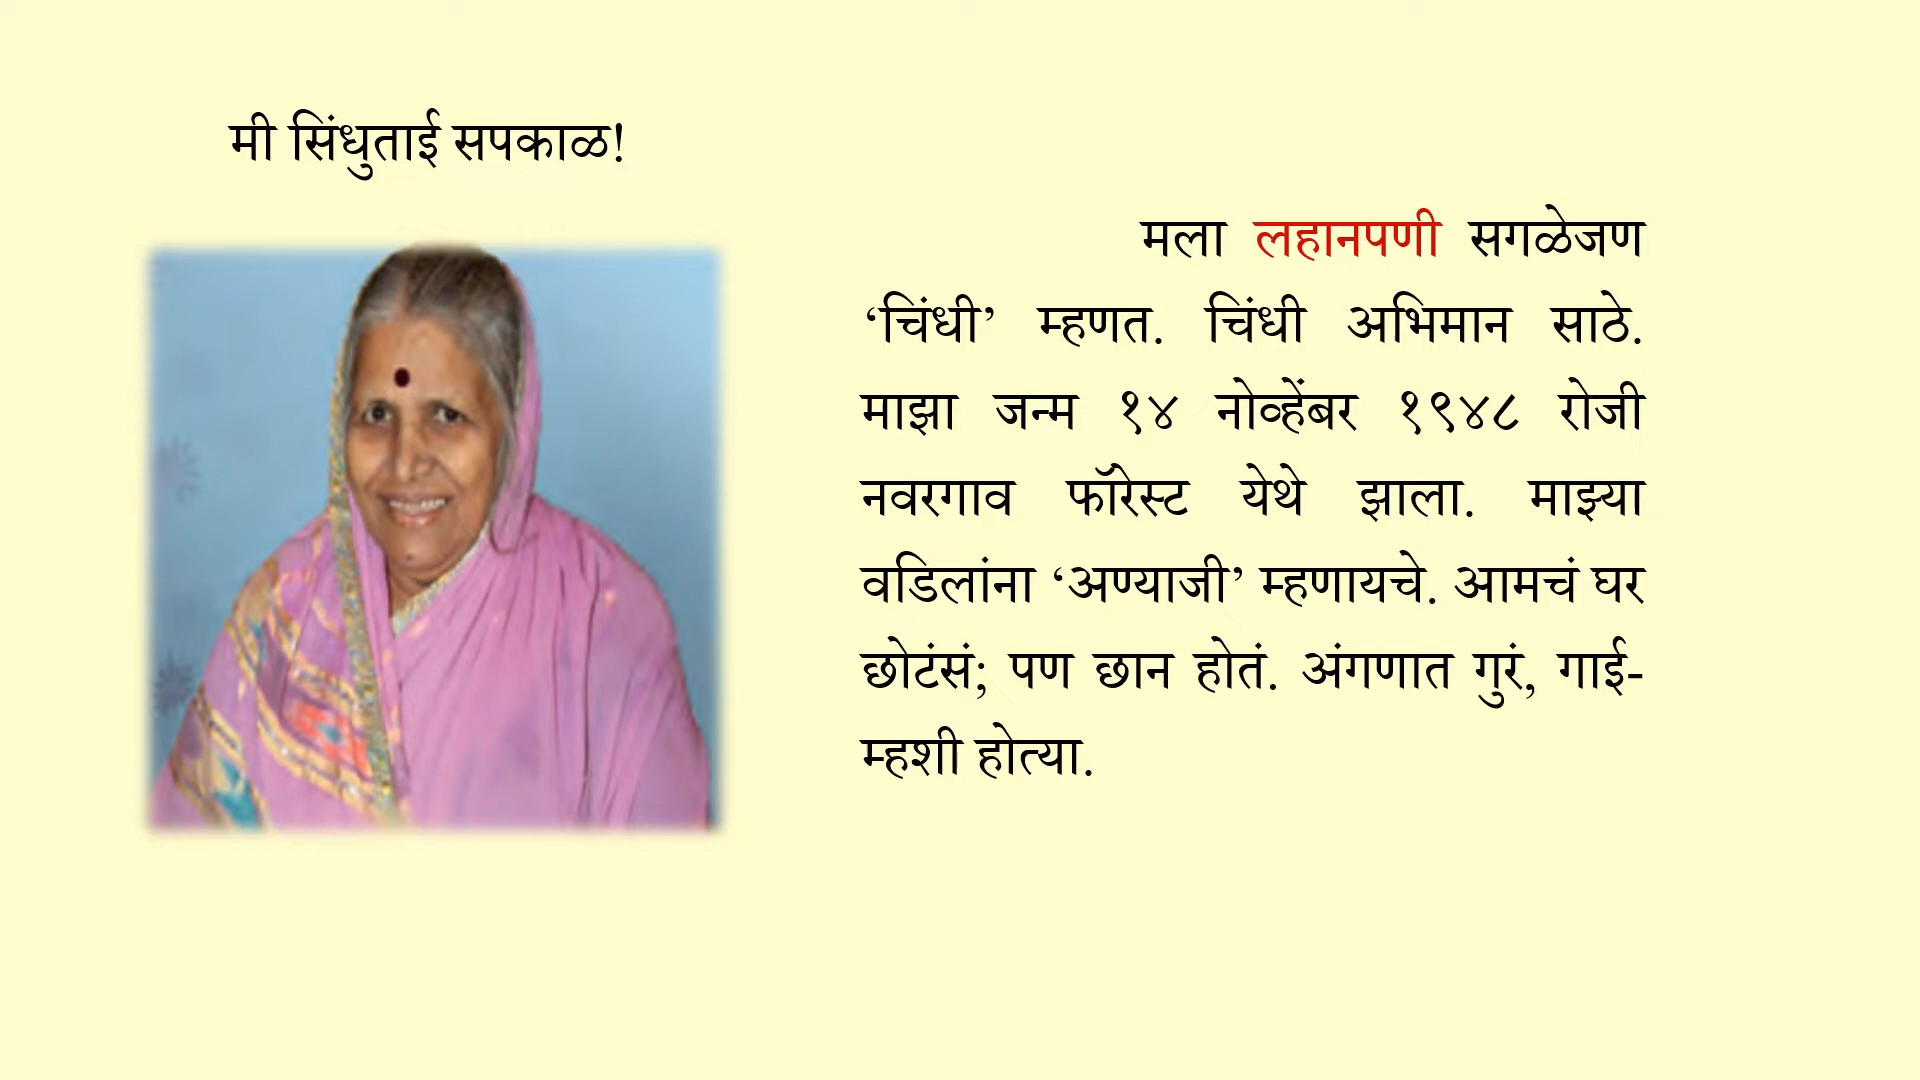 मी सिंधुताई सपकाळ!
मला लहानपणी सगळेजण
‘चिंधी’ म्हणत. चिंधी अभिमान साठे.
माझा जन्म १४ नोव्हेंबर १९४८ रोजी
नवरगाव फॉरेस्ट येथे झाला. माझ्या
वडिलांना ‘अण्याजी’ म्हणायचे. आमचं घर
छोटंसं; पण छान होतं. अंगणात गुरं, गाई-
म्हशी होत्या.